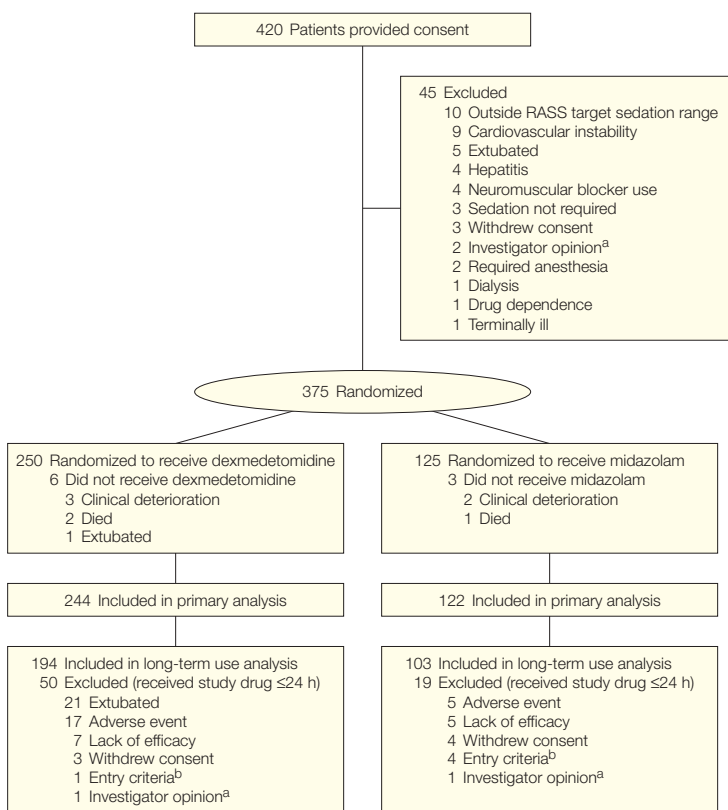 420 Patients provided consent
45 Excluded
10 Outside RASS target sedation range
9 Cardiovascular instability
5 Extubated
4 Hepatitis
4 Neuromuscular blocker use
3 Sedation not required
3 Withdrew consent
2 Investigator opinionᵃ
2 Required anesthesia
1 Dialysis
1 Drug dependence
1 Terminally ill
375 Randomized
250 Randomized to receive dexmedetomidine
6 Did not receive dexmedetomidine
3 Clinical deterioration
2 Died
1 Extubated
125 Randomized to receive midazolam
3 Did not receive midazolam
2 Clinical deterioration
1 Died
244 Included in primary analysis
122 Included in primary analysis
194 Included in long-term use analysis
50 Excluded (received study drug ≤24 h)
21 Extubated
17 Adverse event
7 Lack of efficacy
3 Withdrew consent
1 Entry criteriaᵇ
1 Investigator opinionᵃ
103 Included in long-term use analysis
19 Excluded (received study drug ≤24 h)
5 Adverse event
5 Lack of efficacy
4 Withdrew consent
4 Entry criteriaᵇ
1 Investigator opinionᵃ